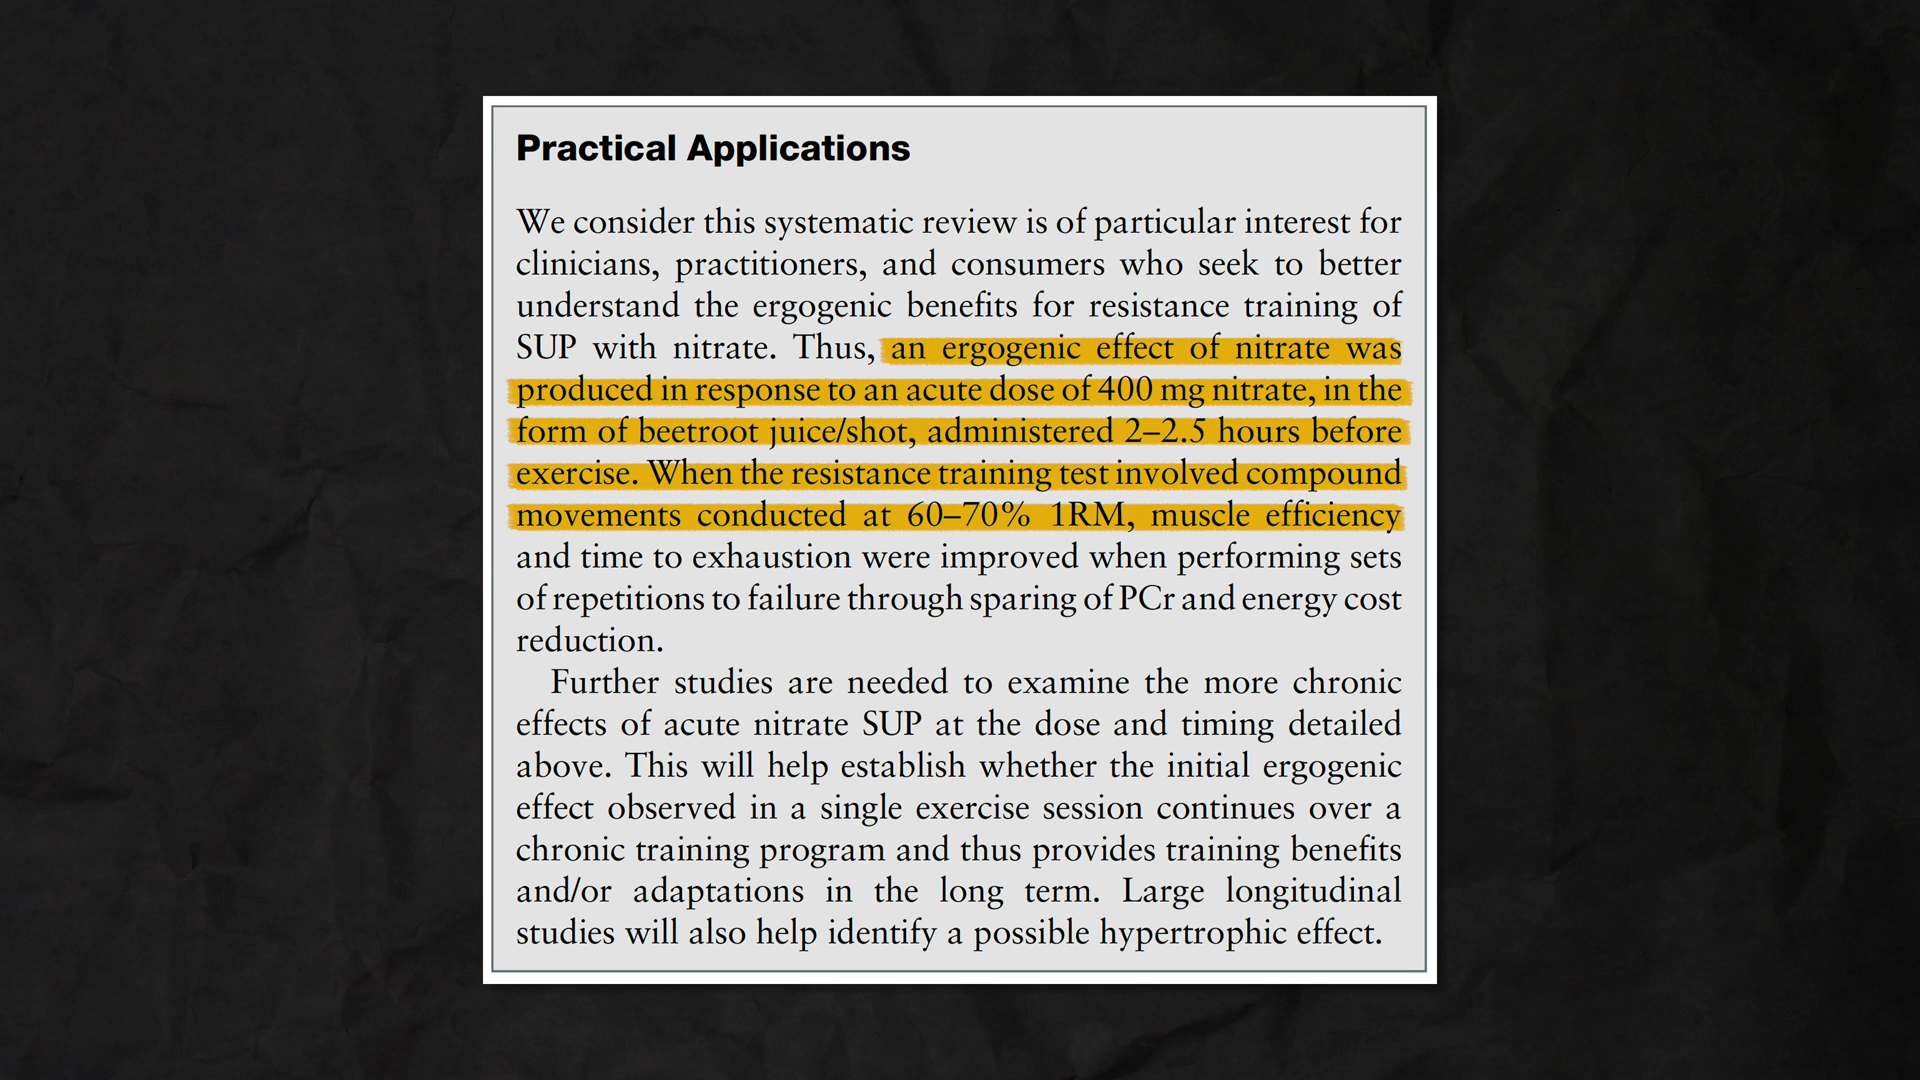 Practical Applications
We consider this systematic review is of particular interest for
clinicians, practitioners, and consumers who seek to better
understand the ergogenic benefits for resistance training of
SUP with nitrate. Thus, an ergogenic effect of nitrate was
produced in response to an acute dose of 400 mg nitrate, in the
form of beetroot juice/shot, administered 2–2.5 hours before
exercise. When the resistance training test involved compound
movements conducted at 60–70% 1RM, muscle efficiency
and time to exhaustion were improved when performing sets
of repetitions to failure through sparing of PCr and energy cost
reduction.
Further studies are needed to examine the more chronic
effects of acute nitrate SUP at the dose and timing detailed
above. This will help establish whether the initial ergogenic
effect observed in a single exercise session continues over a
chronic training program and thus provides training benefits
and/or adaptations in the long term. Large longitudinal
studies will also help identify a possible hypertrophic effect.